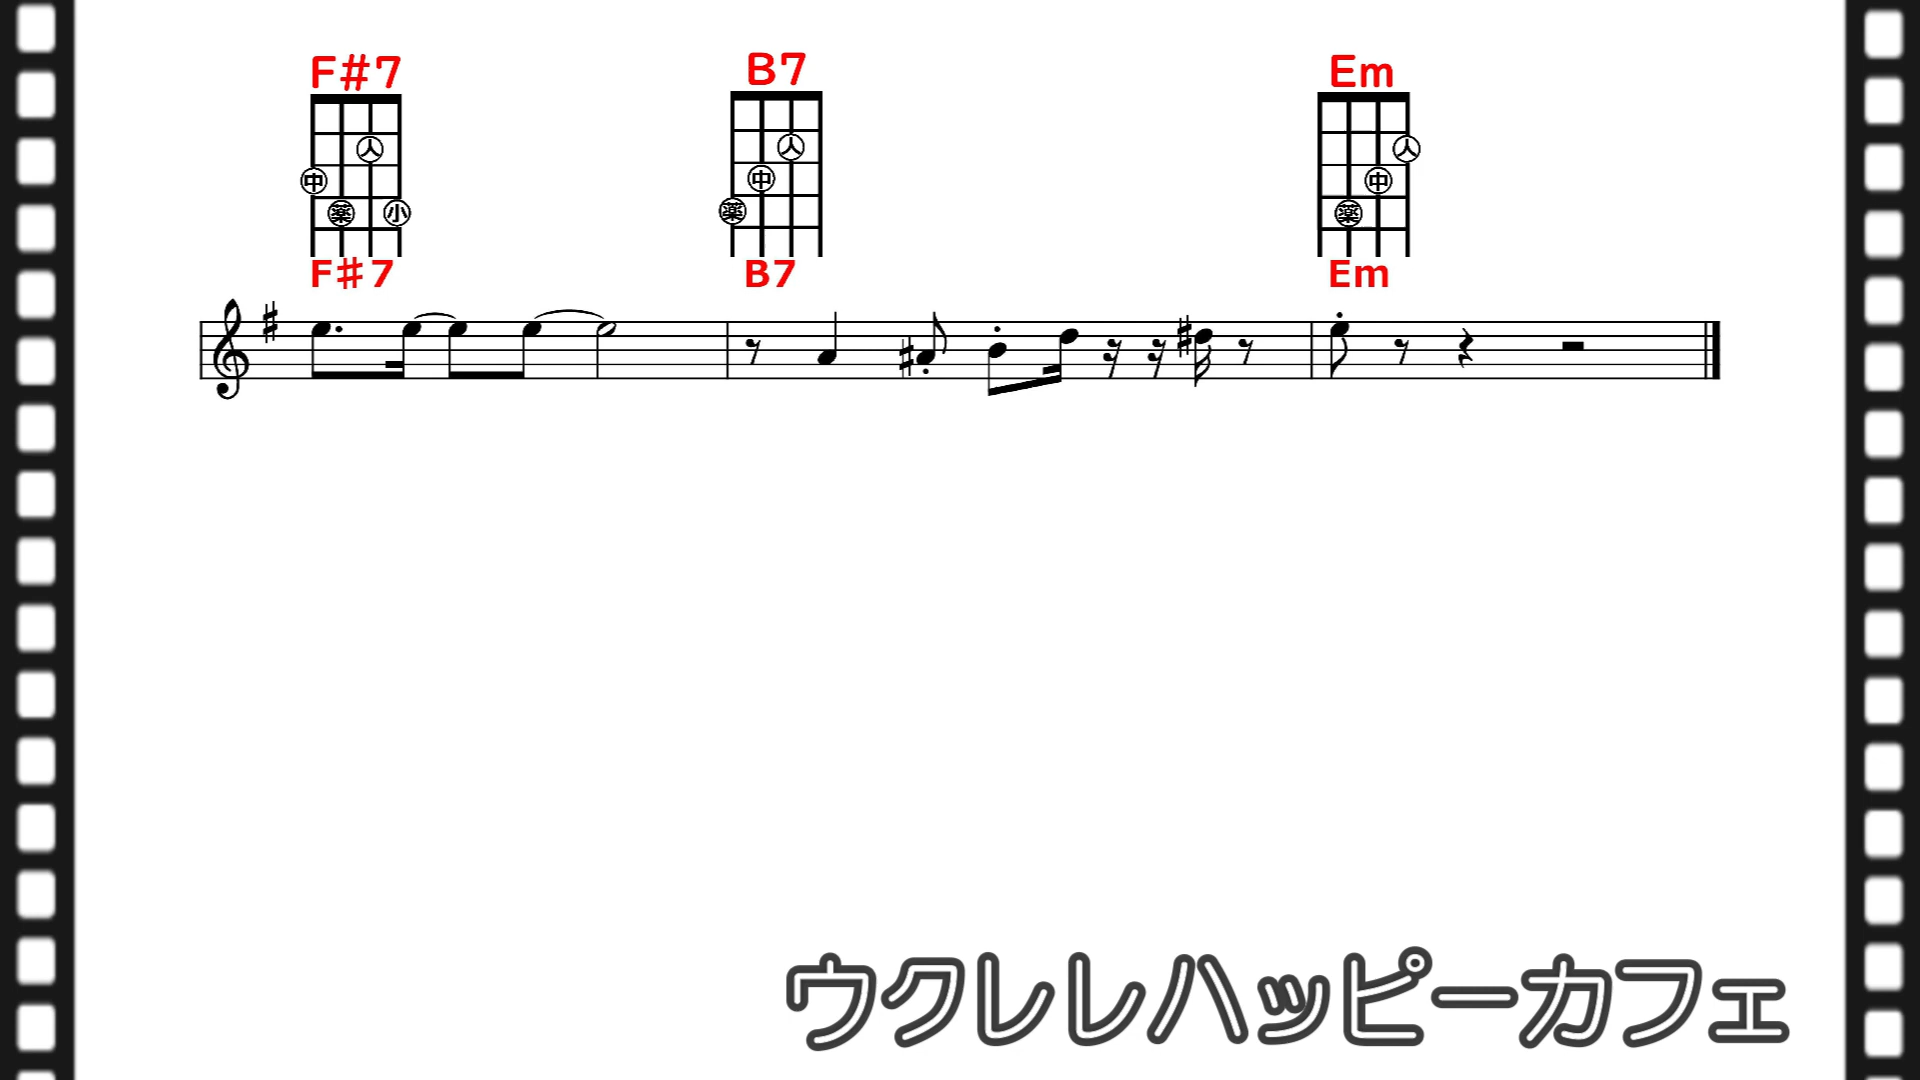 F#7 B7 Em
人 人 人
中 中 中
薬 小 薬 薬
F#7 B7 Em
ウクレレハッピーカフェ